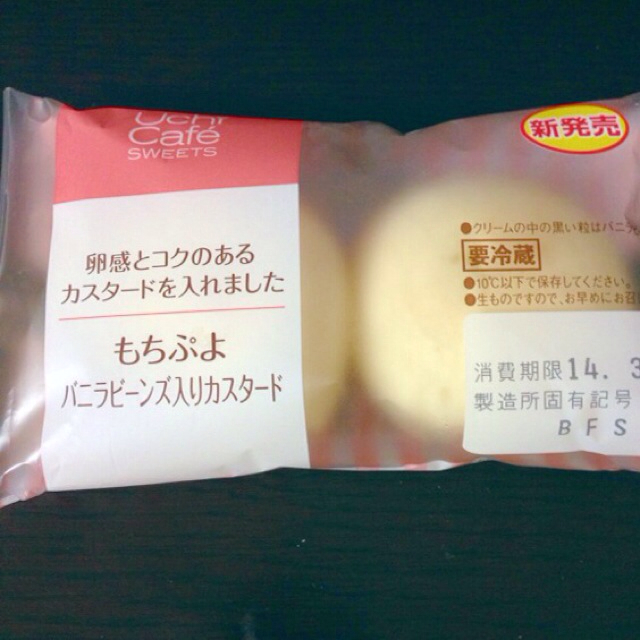 Uchi
Café
SWEETS
新発売
卵感とコクのある
カスタードを入れました
もちぷよ
バニラビーンズ入りカスタード
●クリームの中の黒い粒はバニラ
要冷蔵
●10℃以下で保存してください。
●生ものですので、お早めにお召
消費期限14. 3
製造所固有記号
BFS